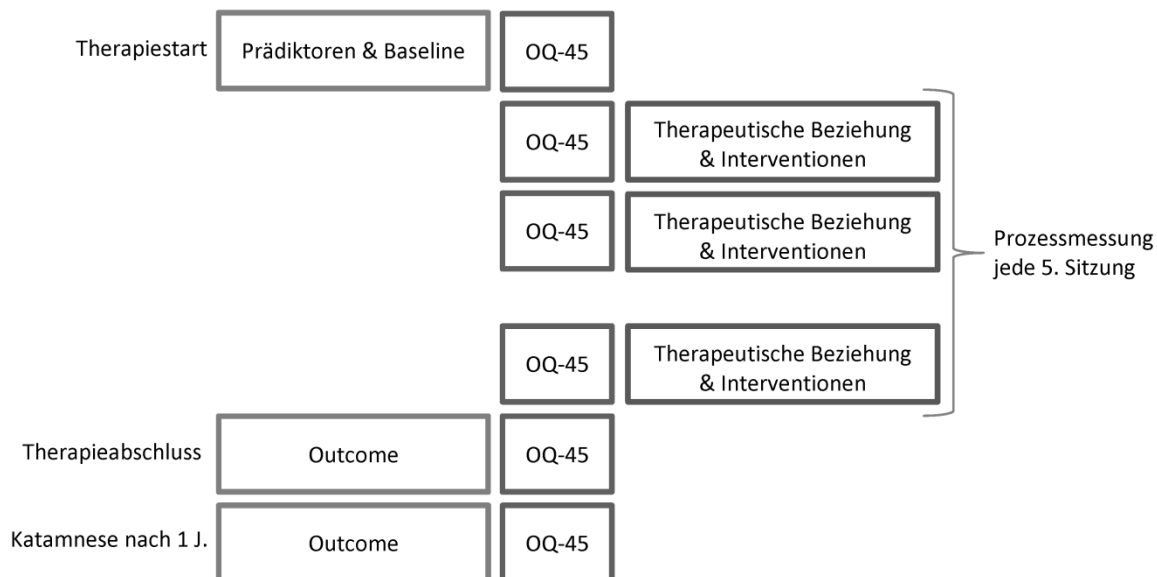 Therapiestart
Prädiktoren & Baseline
OQ-45
OQ-45
Therapeutische Beziehung
& Interventionen
OQ-45
Therapeutische Beziehung
& Interventionen
Prozessmessung
jede 5. Sitzung
OQ-45
Therapeutische Beziehung
& Interventionen
Therapieabschluss
Outcome
OQ-45
Katamnese nach 1 J.
Outcome
OQ-45